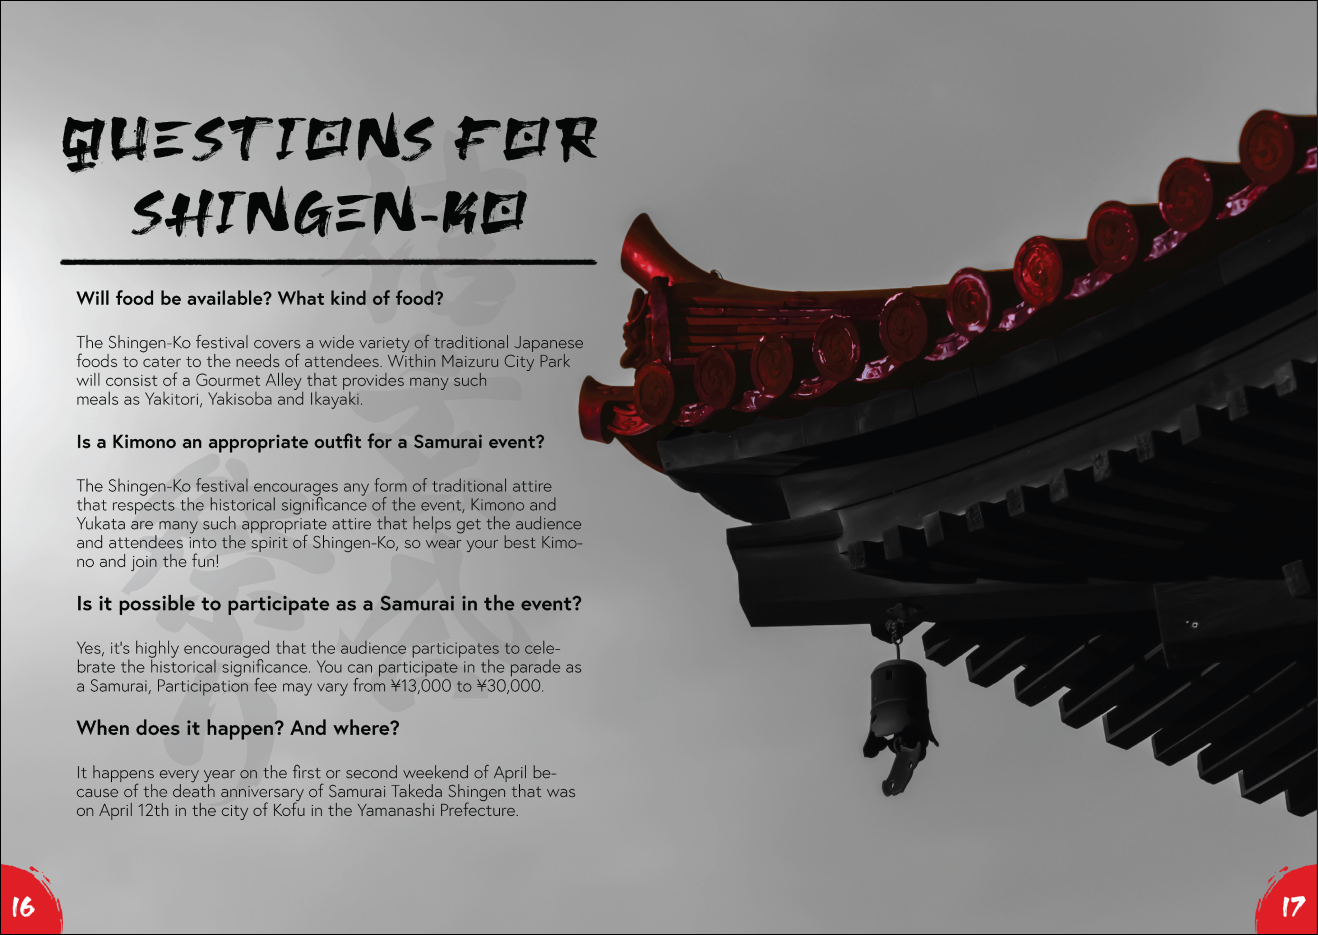 QUESTIONS FOR
SHINGEN-KO
Will food be available? What kind of food?
The Shingen-Ko festival covers a wide variety of traditional Japanese
foods to cater to the needs of attendees. Within Maizuru City Park
will consist of a Gourmet Alley that provides many such
meals as Yakitori, Yakisoba and Ikayaki.
Is a Kimono an appropriate outfit for a Samurai event?
The Shingen-Ko festival encourages any form of traditional attire
that respects the historical significance of the event, Kimono and
Yukata are many such appropriate attire that helps get the audience
and attendees into the spirit of Shingen-Ko, so wear your best Kimo-
no and join the fun!
Is it possible to participate as a Samurai in the event?
Yes, it's highly encouraged that the audience participates to cele-
brate the historical significance. You can participate in the parade as
a Samurai, Participation fee may vary from ¥13,000 to ¥30,000.
When does it happen? And where?
It happens every year on the first or second weekend of April be-
cause of the death anniversary of Samurai Takeda Shingen that was
on April 12th in the city of Kofu in the Yamanashi Prefecture.
16
17